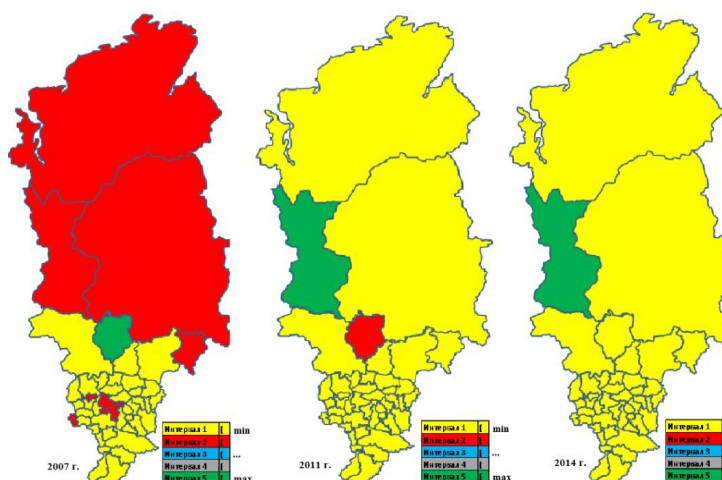 Интервал 1 [ min
Интервал 2 [
Интервал 3 [ ...
Интервал 4 [
Интервал 5 [ max
2007 г.
Интервал 1 [ min
Интервал 2 [
Интервал 3 [ ...
Интервал 4 [
Интервал 5 [ max
2011 г.
Интервал 1
Интервал 2
Интервал 3
Интервал 4
Интервал 5
2014 г.